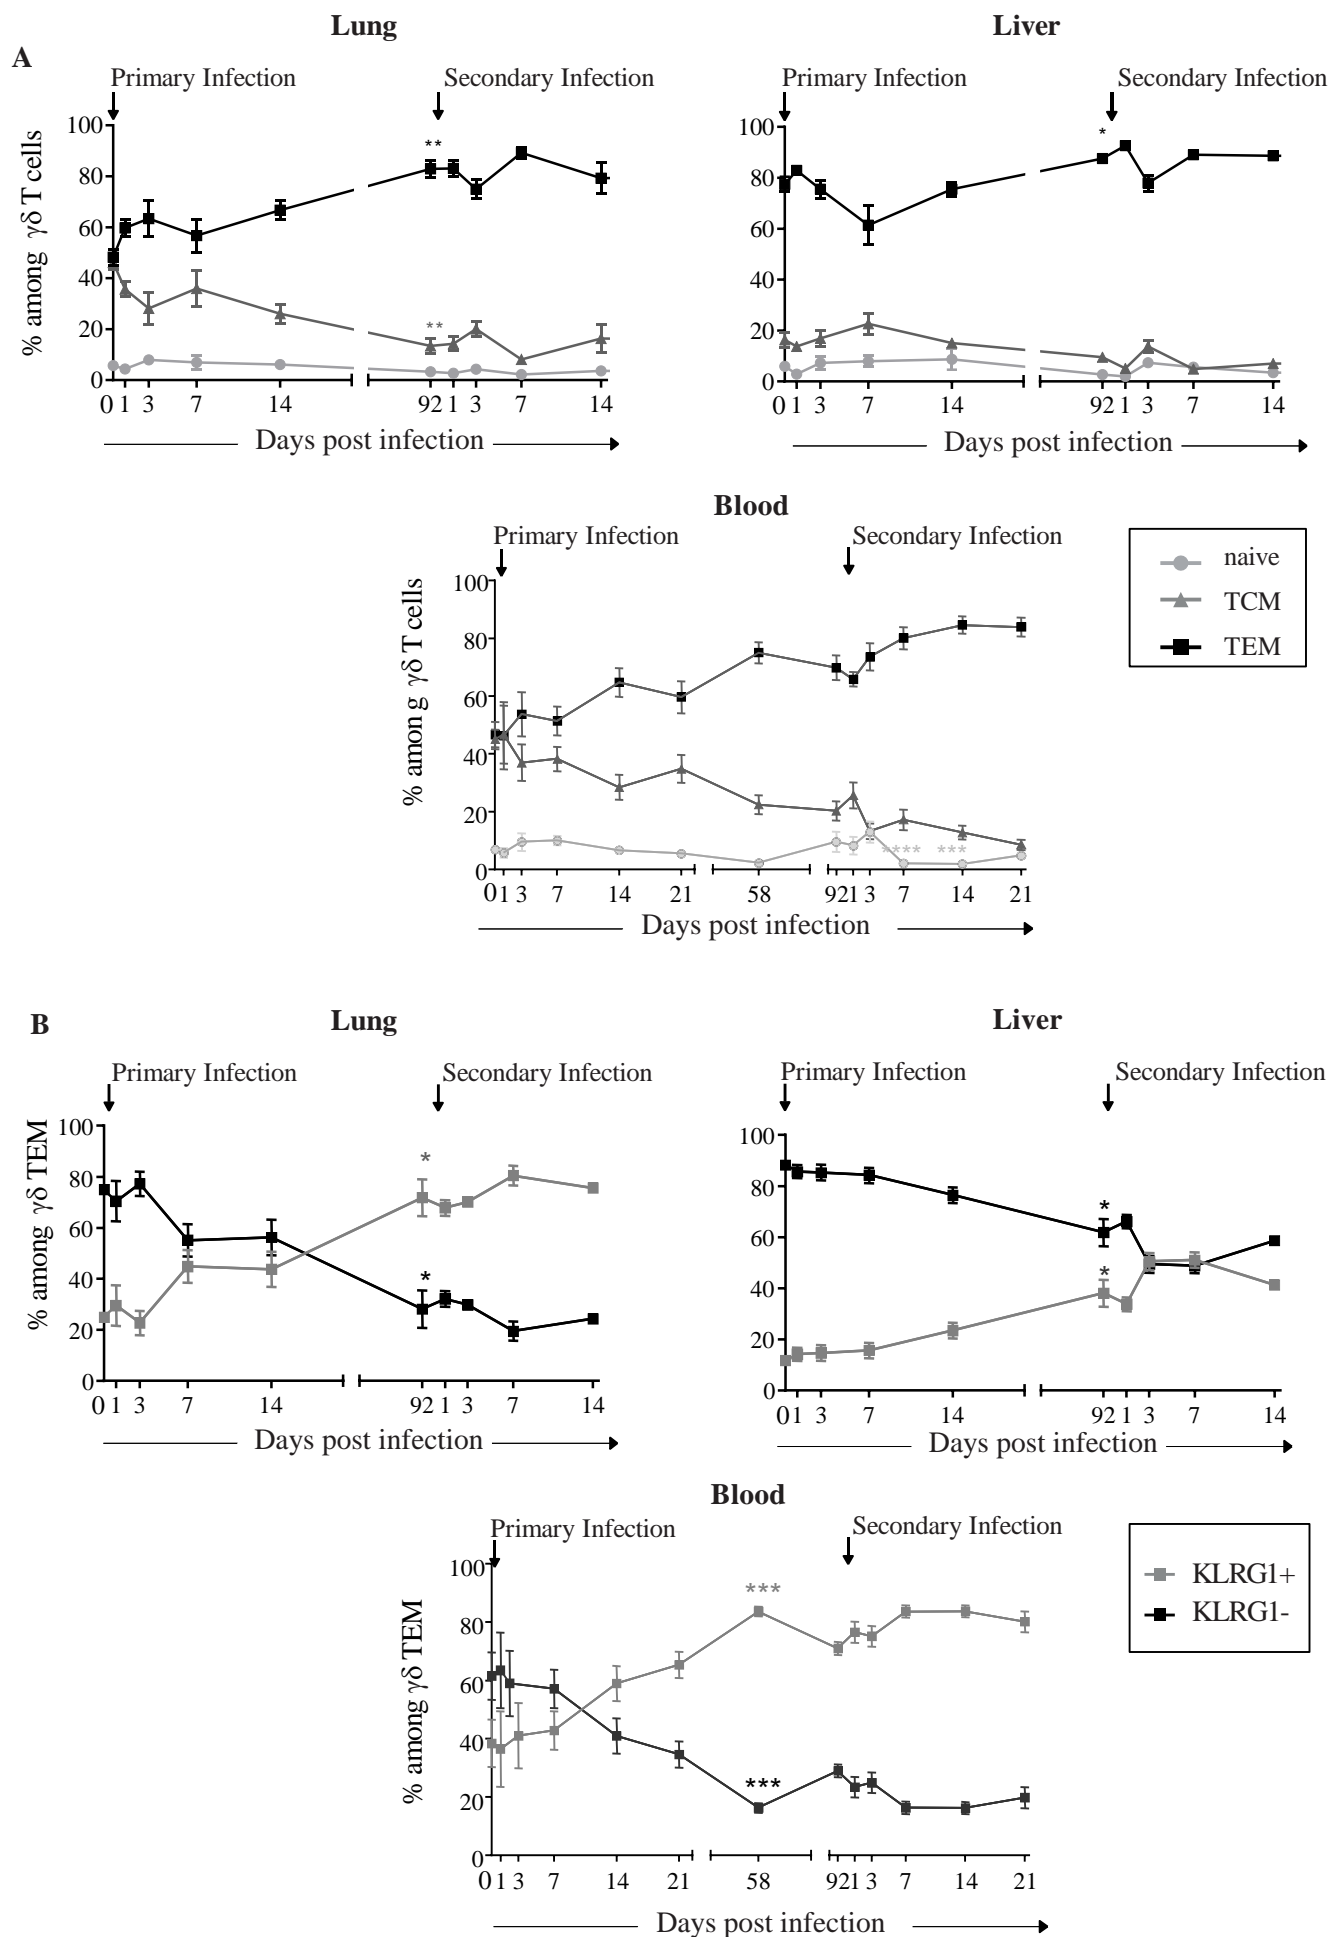 Lung
Liver
A
Primary Infection
Secondary Infection
Primary Infection
Secondary Infection
% among γδ T cells
100
80
60
40
20
0
** 
**
0 1 3 7 14 92 1 3 7 14
Days post infection
100
80
60
40
20
0
*
0 1 3 7 14 92 1 3 7 14
Days post infection
Blood
Primary Infection
Secondary Infection
% among γδ T cells
100
80
60
40
20
0
**** ***
0 1 3 7 14 21 58 92 1 3 7 14 21
Days post infection
naive
TCM
TEM
B
Lung
Liver
Primary Infection
Secondary Infection
Primary Infection
Secondary Infection
% among γδ TEM
100
80
60
40
20
0
*
*
0 1 3 7 14 92 1 3 7 14
Days post infection
100
80
60
40
20
0
*
*
0 1 3 7 14 92 1 3 7 14
Days post infection
Blood
Primary Infection
Secondary Infection
% among γδ TEM
100
80
60
40
20
0
***
***
0 1 3 7 14 21 58 92 1 3 7 14 21
Days post infection
KLRG1+
KLRG1-